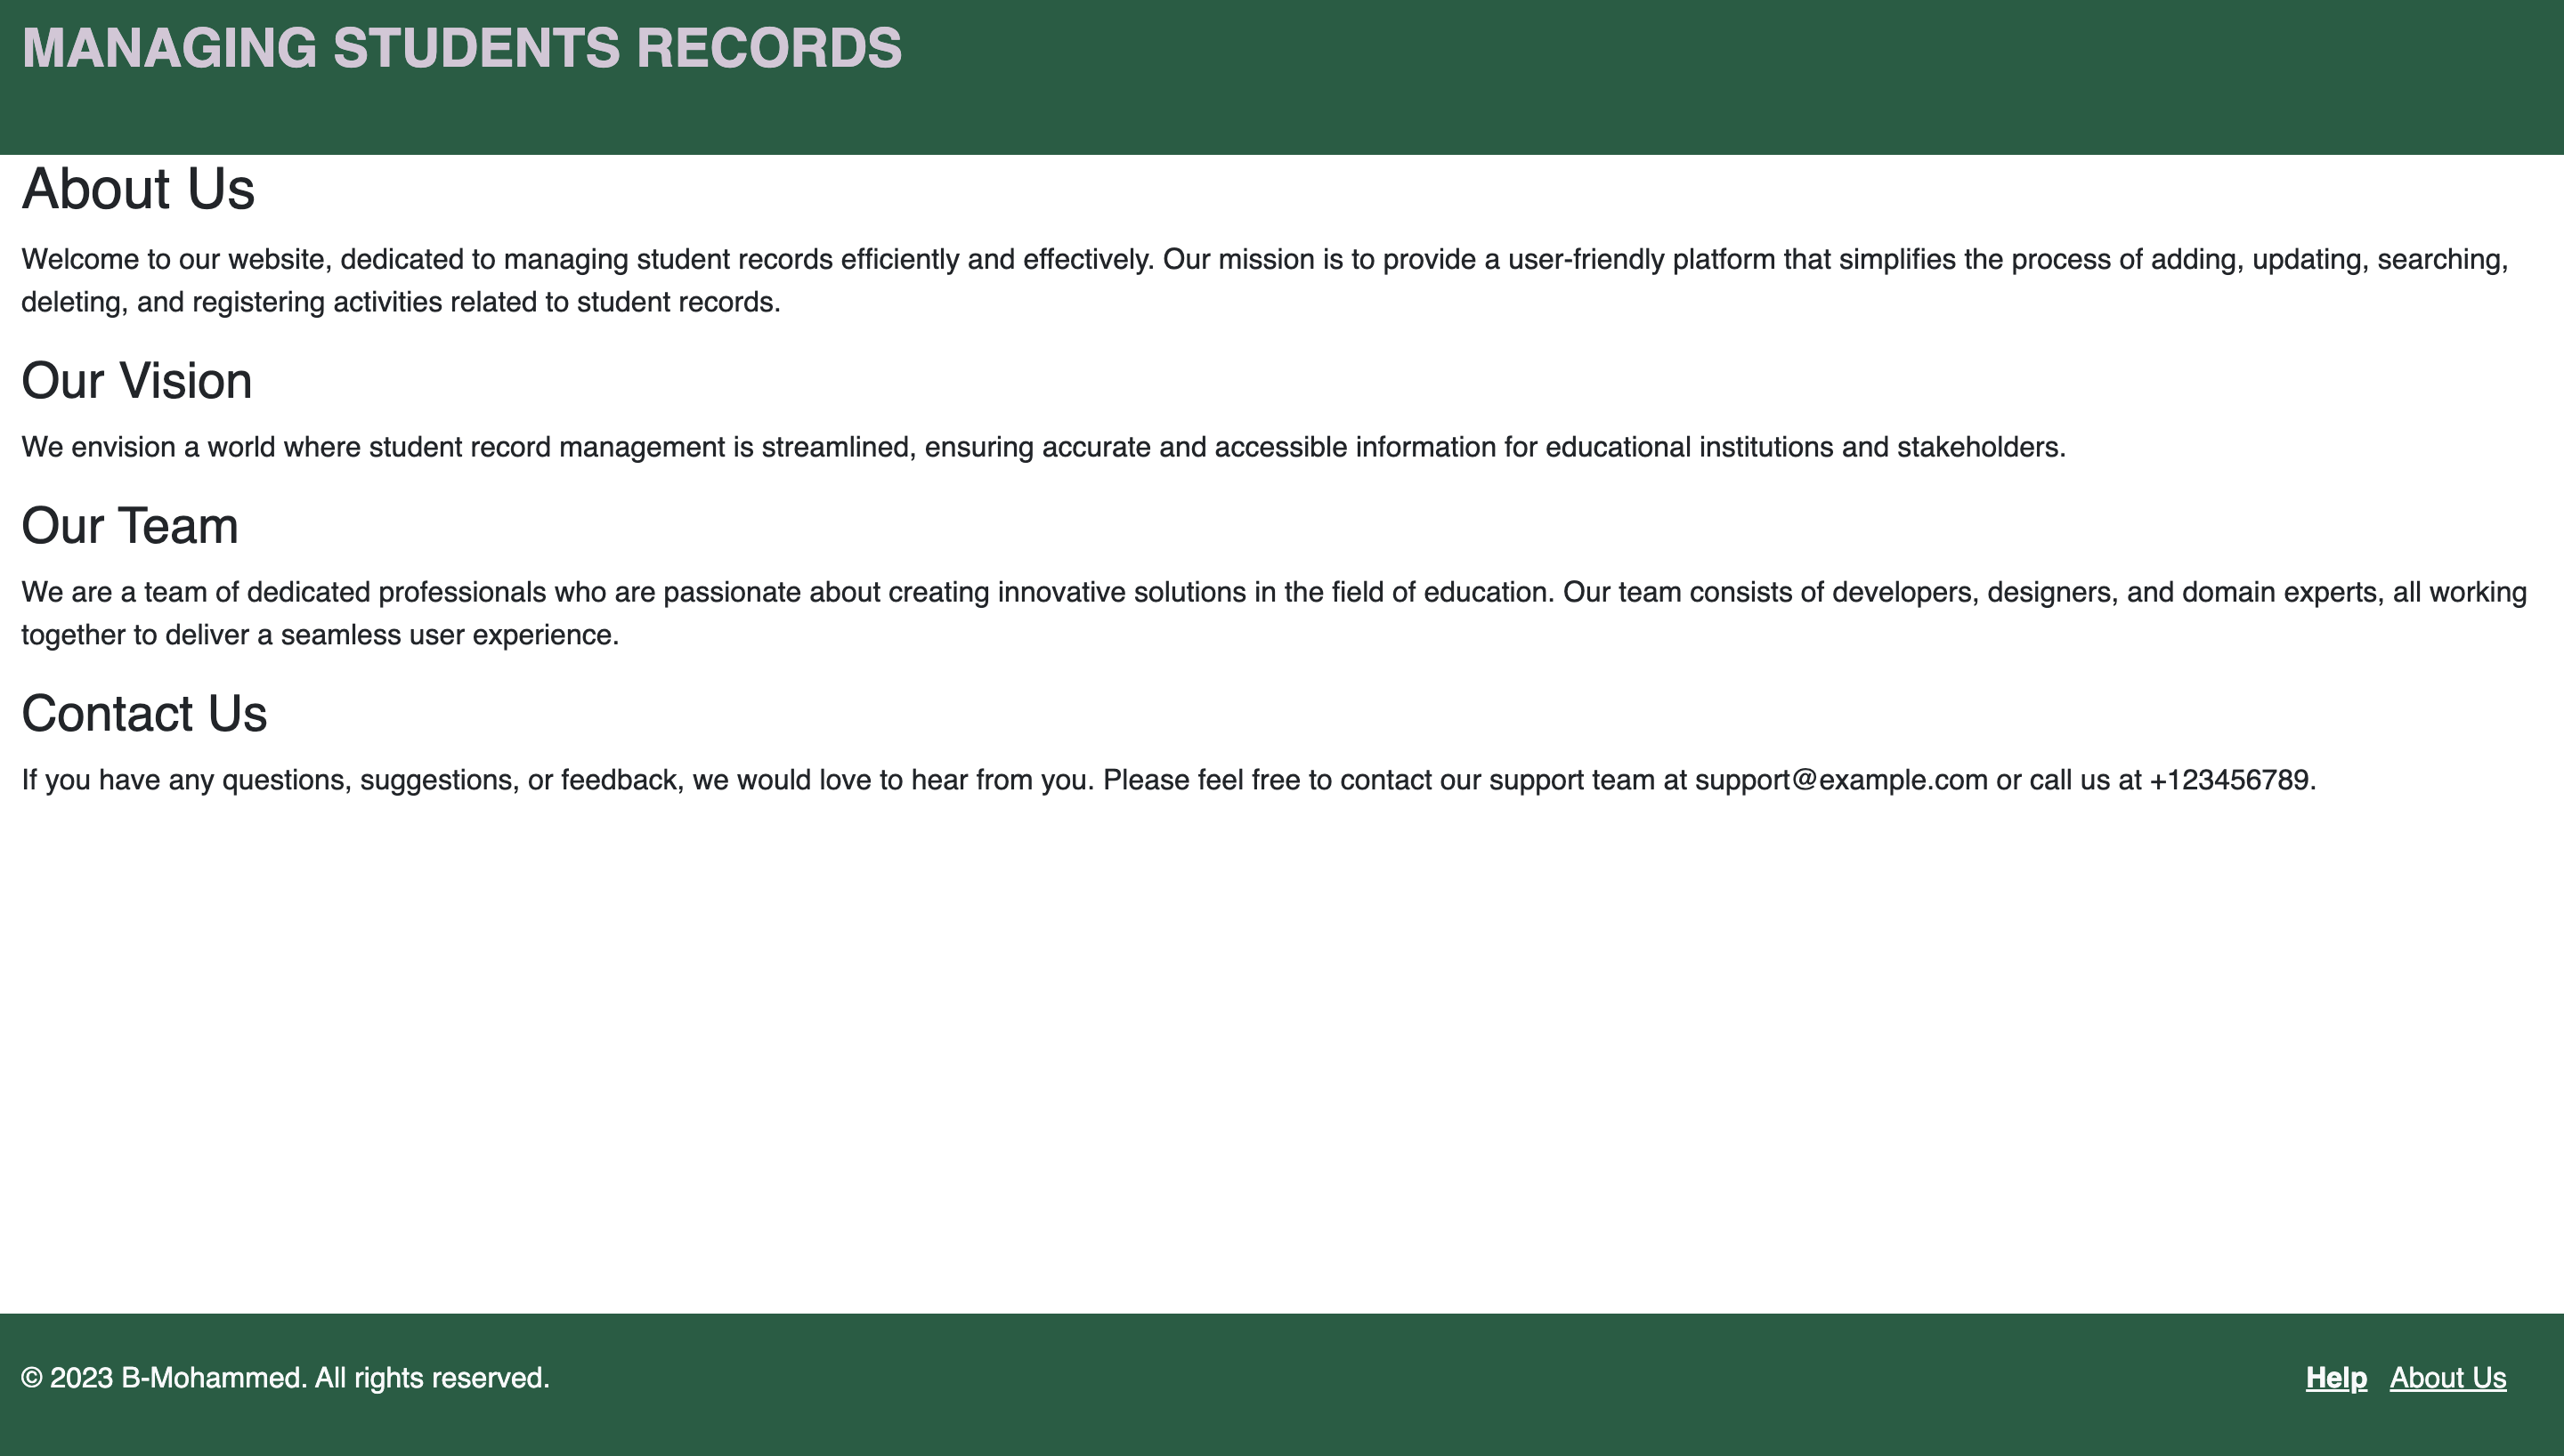 MANAGING STUDENTS RECORDS
About Us
Welcome to our website, dedicated to managing student records efficiently and effectively. Our mission is to provide a user-friendly platform that simplifies the process of adding, updating, searching,
deleting, and registering activities related to student records.
Our Vision
We envision a world where student record management is streamlined, ensuring accurate and accessible information for educational institutions and stakeholders.
Our Team
We are a team of dedicated professionals who are passionate about creating innovative solutions in the field of education. Our team consists of developers, designers, and domain experts, all working
together to deliver a seamless user experience.
Contact Us
If you have any questions, suggestions, or feedback, we would love to hear from you. Please feel free to contact our support team at support@example.com or call us at +123456789.
© 2023 B-Mohammed. All rights reserved.
Help About Us